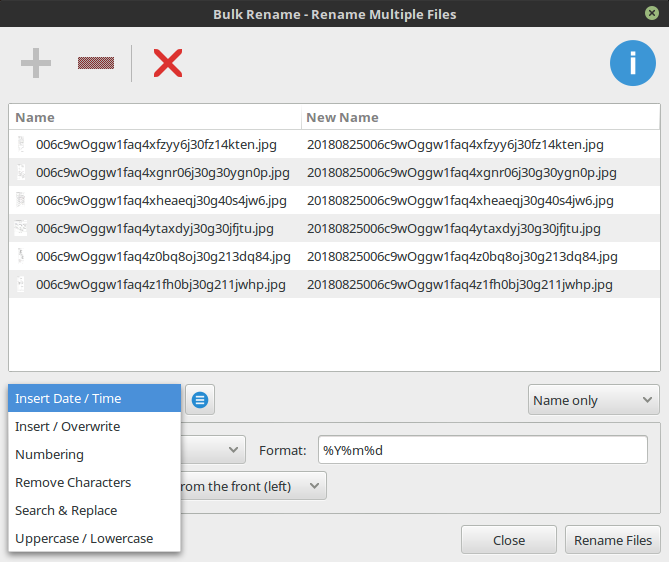 Bulk Rename - Rename Multiple Files
Name New Name
006c9wOggw1faq4xfzyy6j30fz14kten.jpg 20180825006c9wOggw1faq4xfzyy6j30fz14kten.jpg
006c9wOggw1faq4xgnr06j30g30ygn0p.jpg 20180825006c9wOggw1faq4xgnr06j30g30ygn0p.jpg
006c9wOggw1faq4xheaeqj30g40s4jw6.jpg 20180825006c9wOggw1faq4xheaeqj30g40s4jw6.jpg
006c9wOggw1faq4ytaxdyj30g30jfjtu.jpg 20180825006c9wOggw1faq4ytaxdyj30g30jfjtu.jpg
006c9wOggw1faq4z0bq8oj30g213dq84.jpg 20180825006c9wOggw1faq4z0bq8oj30g213dq84.jpg
006c9wOggw1faq4z1fh0bj30g211jwhp.jpg 20180825006c9wOggw1faq4z1fh0bj30g211jwhp.jpg
Insert Date / Time Name only
Insert / Overwrite
Numbering Format: %Y%m%d
Remove Characters rom the front (left)
Search & Replace
Uppercase / Lowercase Close Rename Files